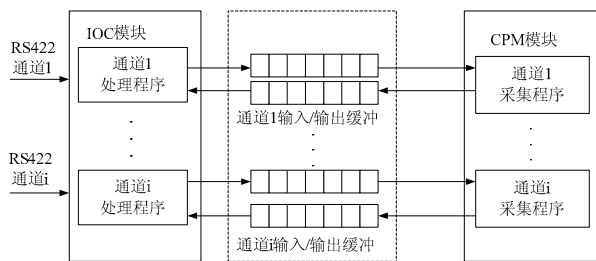 IOC模块
CPM模块
RS422
通道1
通道1
处理程序
通道1
采集程序
通道1输入/输出缓冲
RS422
通道i
通道i
处理程序
通道i
采集程序
通道i输入/输出缓冲